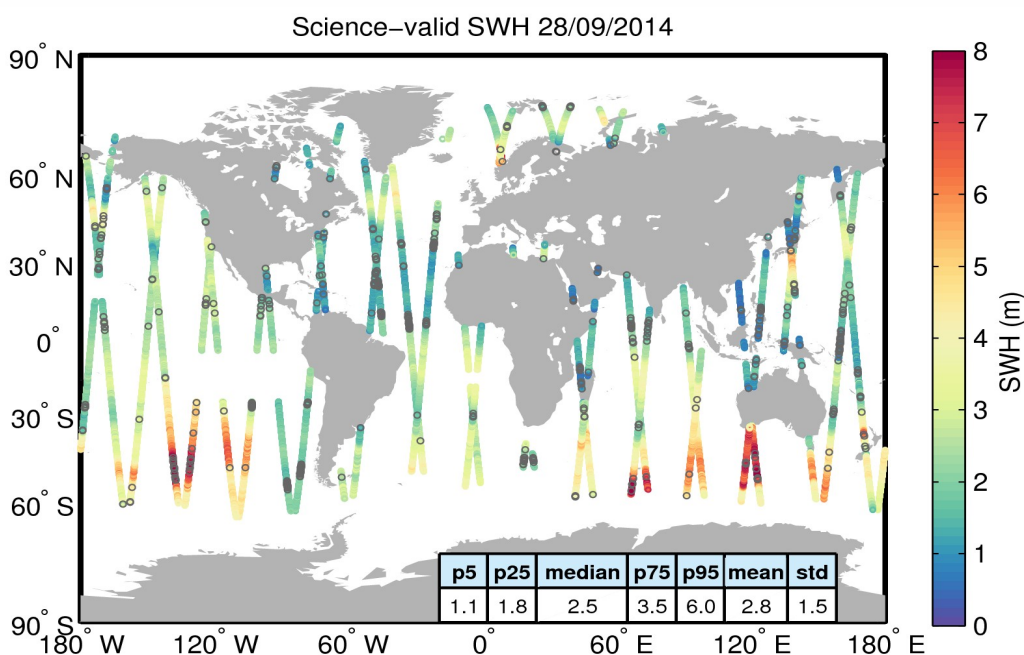 Science−valid SWH 28/09/2014
90° N
60° N
30° N
0°
30° S
60° S
90° S
180° W
120° W
60° W
0°
60° E
120° E
180° E
p5 p25 median p75 p95 mean std
1.1 1.8 2.5 3.5 6.0 2.8 1.5
8
7
6
5
4
3
2
1
0
SWH (m)